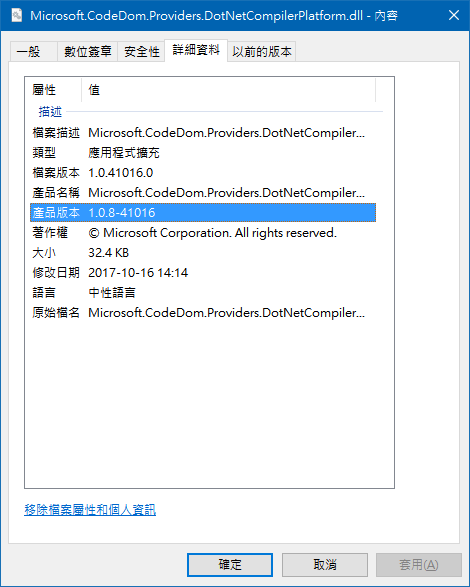 Microsoft.CodeDom.Providers.DotNetCompilerPlatform.dll - 內容
一般 數位簽章 安全性 詳細資料 以前的版本
屬性 值
描述
檔案描述 Microsoft.CodeDom.Providers.DotNetCompiler...
類型 應用程式擴充
檔案版本 1.0.41016.0
產品名稱 Microsoft.CodeDom.Providers.DotNetCompiler...
產品版本 1.0.8-41016
著作權 © Microsoft Corporation. All rights reserved.
大小 32.4 KB
修改日期 2017-10-16 14:14
語言 中性語言
原始檔名 Microsoft.CodeDom.Providers.DotNetCompiler...
移除檔案屬性和個人資訊
確定 取消 套用(A)